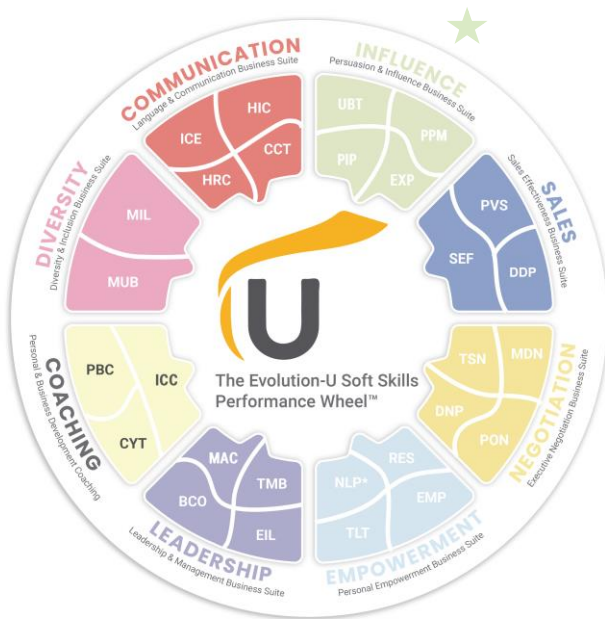 COMMUNICATION
Language & Communication Business Suite
HIC
ICE
CCT
HRC
INFLUENCE
Persuasion & Influence Business Suite
UBT
PPM
PIP
EXP
SALES
Sales Effectiveness Business Suite
PVS
SEF
DDP
NEGOTIATION
Executive Negotiation Business Suite
MDN
TSN
DNP
PON
EMPOWERMENT
Personal Empowerment Business Suite
RES
NLP*
EMP
TLT
LEADERSHIP
Leadership & Management Business Suite
MAC
TMB
BCO
EIL
COACHING
Personal & Business Development Coaching
PBC
ICC
CYT
DIVERSITY
Diversity & Inclusion Business Suite
MIL
MUB
U
The Evolution-U Soft Skills
Performance Wheel™